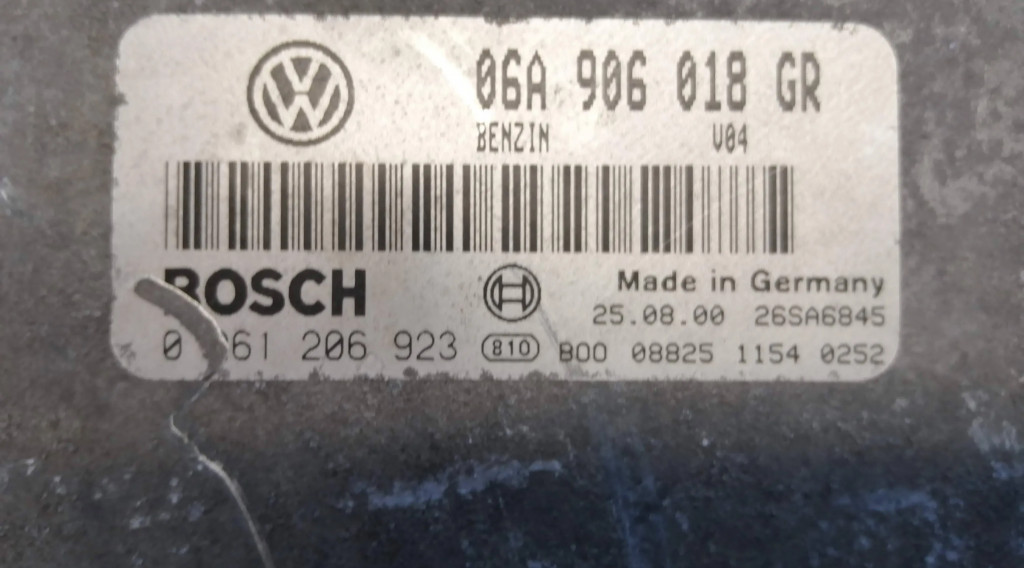 06A 906 018 GR
BENZIN V04
BOSCH
Made in Germany
25.08.00 26SA6845
0 261 206 923 810 B00 08825 1154 0252